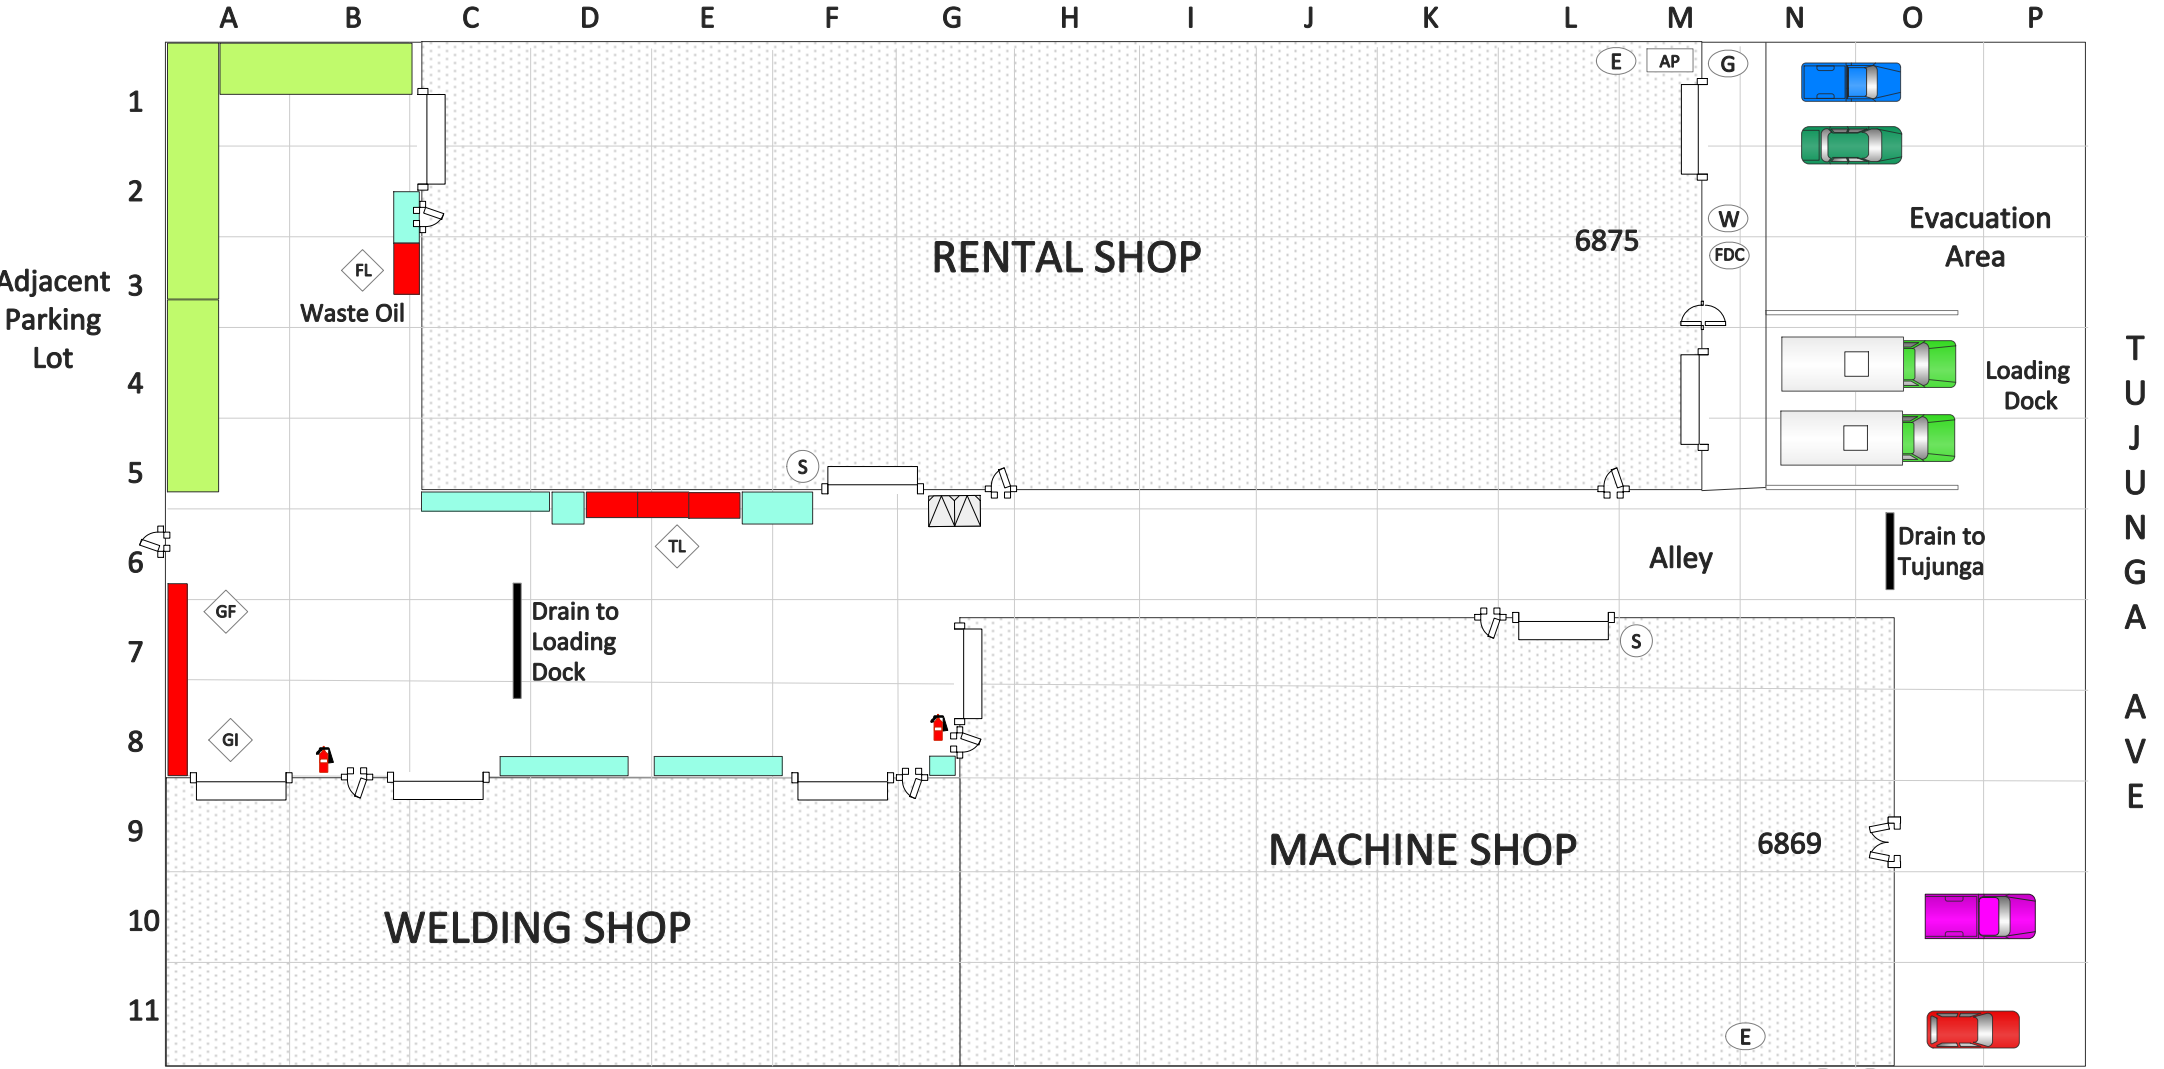 A B C D E F G H I J K L M N O P
1
2
3
4
5
6
7
8
9
10
11
E
AP
G
W
FDC
6875
RENTAL SHOP
Evacuation
Area
FL
Waste Oil
Adjacent
Parking
Lot
Loading
Dock
S
TL
Alley
Drain to
Tujunga
GF
Drain to
Loading
Dock
S
GI
MACHINE SHOP
6869
WELDING SHOP
E
T
U
J
U
N
G
A
A
V
E